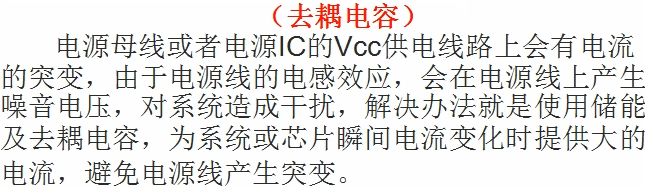 （去耦电容）
电源母线或者电源IC的Vcc供电线路上会有电流
的突变，由于电源线的电感效应，会在电源线上产生
噪音电压，对系统造成干扰，解决办法就是使用储能
及去耦电容，为系统或芯片瞬间电流变化时提供大的
电流，避免电源线产生突变。